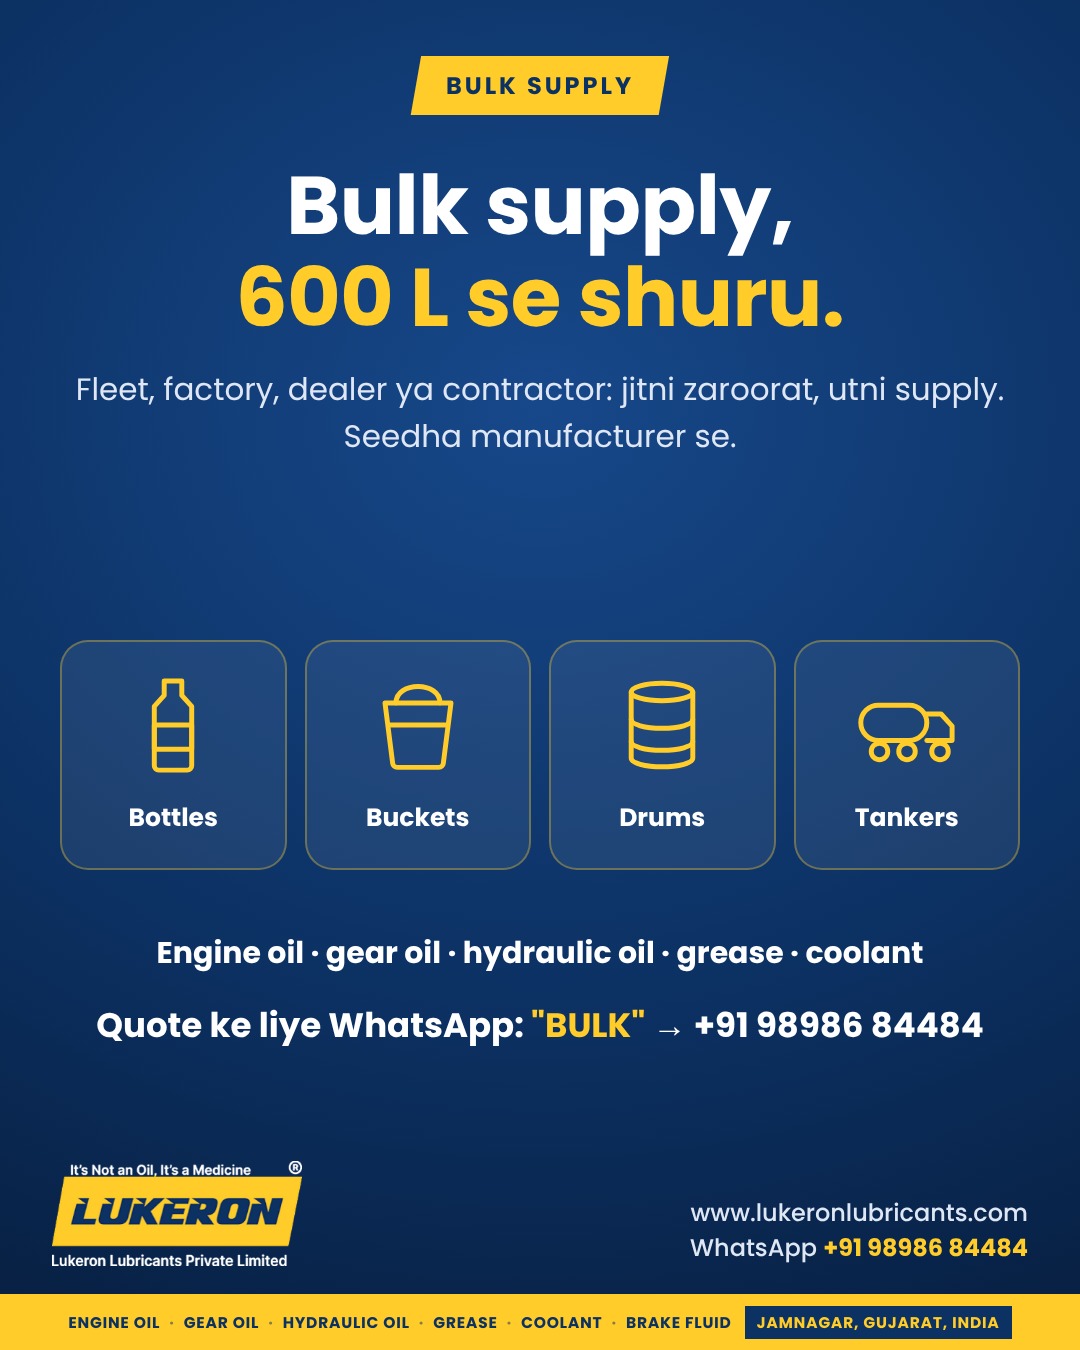 BULK SUPPLY
Bulk supply,
600 L se shuru.
Fleet, factory, dealer ya contractor: jitni zaroorat, utni supply.
Seedha manufacturer se.
Bottles
Buckets
Drums
Tankers
Engine oil · gear oil · hydraulic oil · grease · coolant
Quote ke liye WhatsApp: "BULK" → +91 98986 84484
It's Not an Oil, It's a Medicine ®
LUKERON
Lukeron Lubricants Private Limited
www.lukeronlubricants.com
WhatsApp +91 98986 84484
ENGINE OIL · GEAR OIL · HYDRAULIC OIL · GREASE · COOLANT · BRAKE FLUID JAMNAGAR, GUJARAT, INDIA